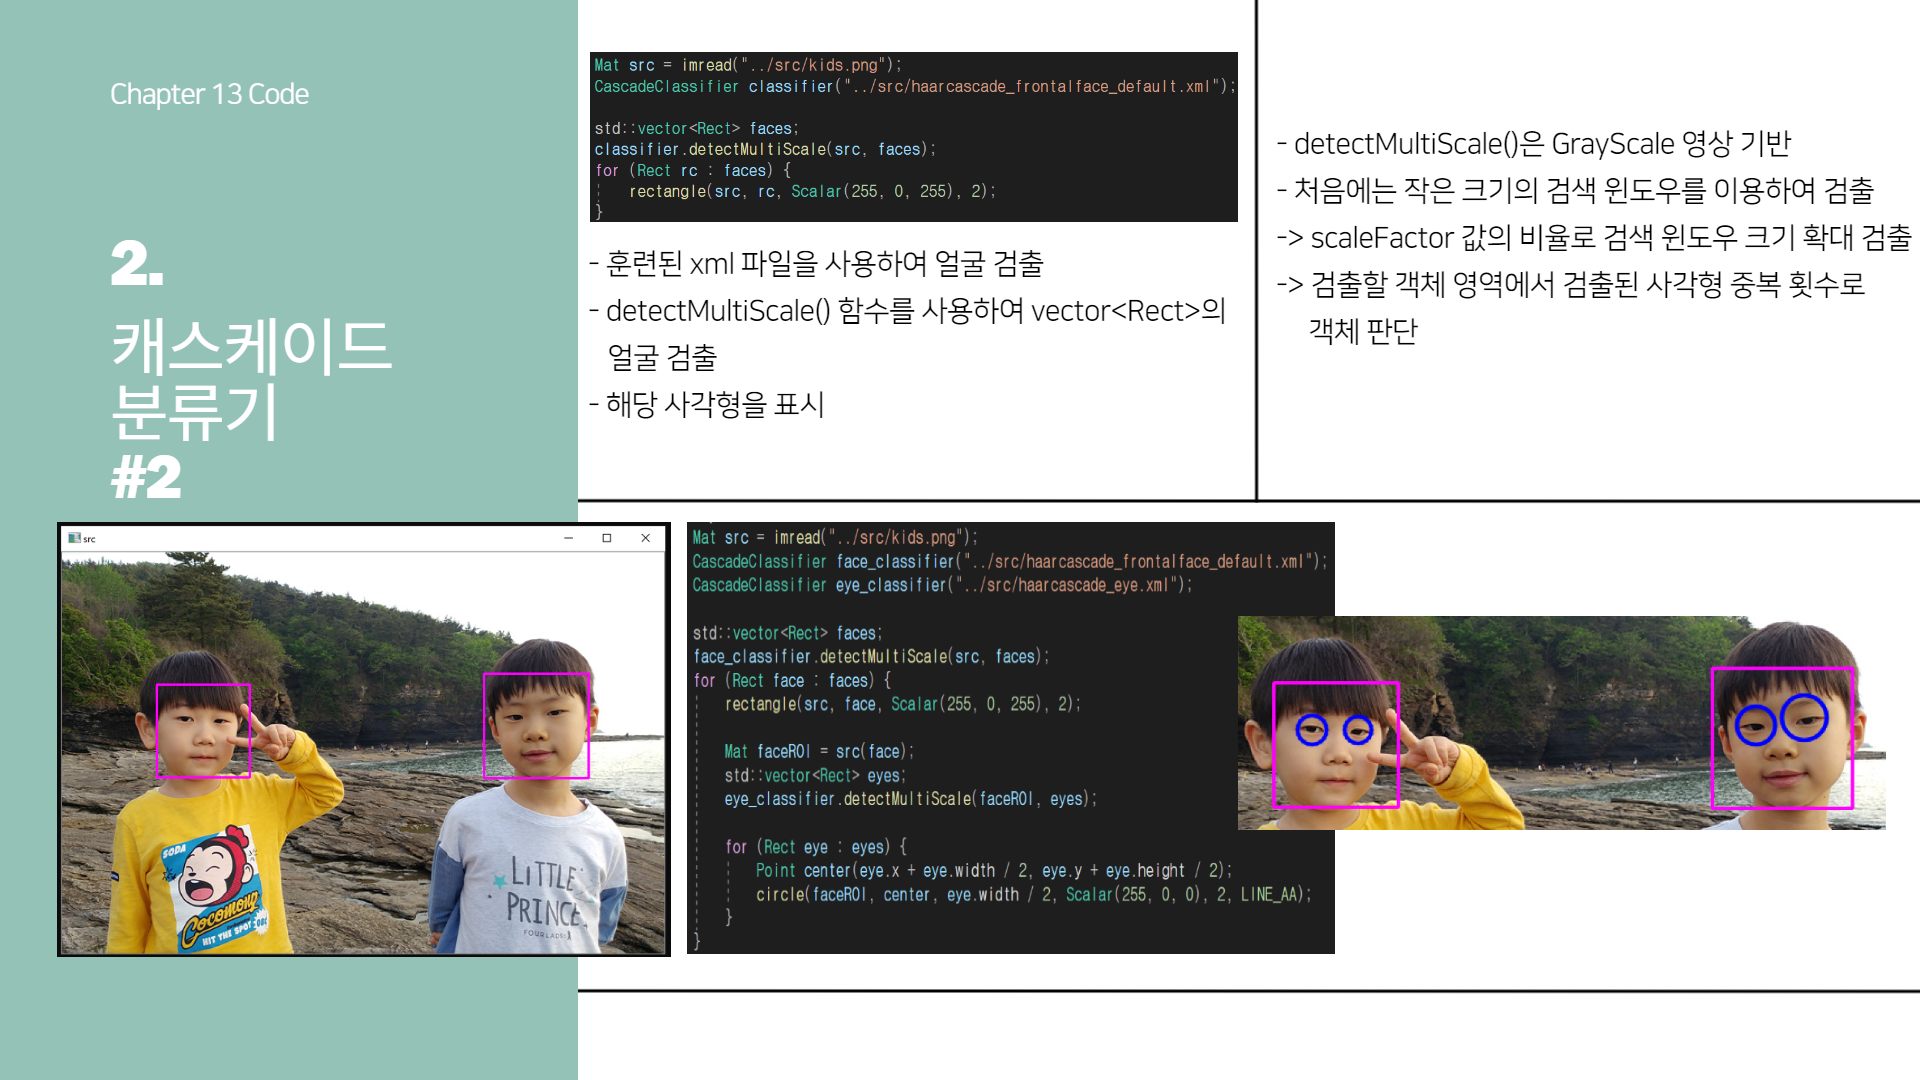 Chapter 13 Code
2.
캐스케이드
분류기
#2
Mat src = imread("../src/kids.png");
CascadeClassifier classifier("../src/haarcascade_frontalface_default.xml");
std::vector<Rect> faces;
classifier.detectMultiScale(src, faces);
for (Rect rc : faces) {
rectangle(src, rc, Scalar(255, 0, 255), 2);
}
- 훈련된 xml 파일을 사용하여 얼굴 검출
- detectMultiScale() 함수를 사용하여 vector<Rect>의
얼굴 검출
- 해당 사각형을 표시
- detectMultiScale()은 GrayScale 영상 기반
- 처음에는 작은 크기의 검색 윈도우를 이용하여 검출
-> scaleFactor 값의 비율로 검색 윈도우 크기 확대 검출
-> 검출할 객체 영역에서 검출된 사각형 중복 횟수로
객체 판단
src
SODA
Cocomong
HIT THE SPOT
LITTLE
PRINCE
Mat src = imread("../src/kids.png");
CascadeClassifier face_classifier("../src/haarcascade_frontalface_default.xml");
CascadeClassifier eye_classifier("../src/haarcascade_eye.xml");
std::vector<Rect> faces;
face_classifier.detectMultiScale(src, faces);
for (Rect face : faces) {
rectangle(src, face, Scalar(255, 0, 255), 2);
Mat faceROI = src(face);
std::vector<Rect> eyes;
eye_classifier.detectMultiScale(faceROI, eyes);
for (Rect eye : eyes) {
Point center(eye.x + eye.width / 2, eye.y + eye.height / 2);
circle(faceROI, center, eye.width / 2, Scalar(255, 0, 0), 2, LINE_AA);
}
}